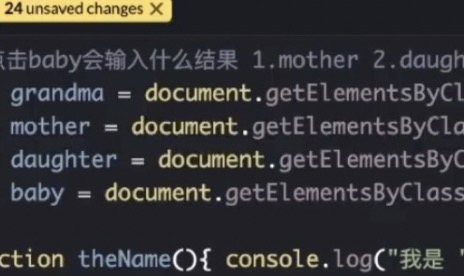 24 unsaved changes ×
点击baby会输入什么结果 1.mother 2.daugh
grandma = document.getElementsByCl
mother = document.getElementsByCla
daughter = document.getElementsByC
baby = document.getElementsByClass
ction theName(){ console.log("我是 "